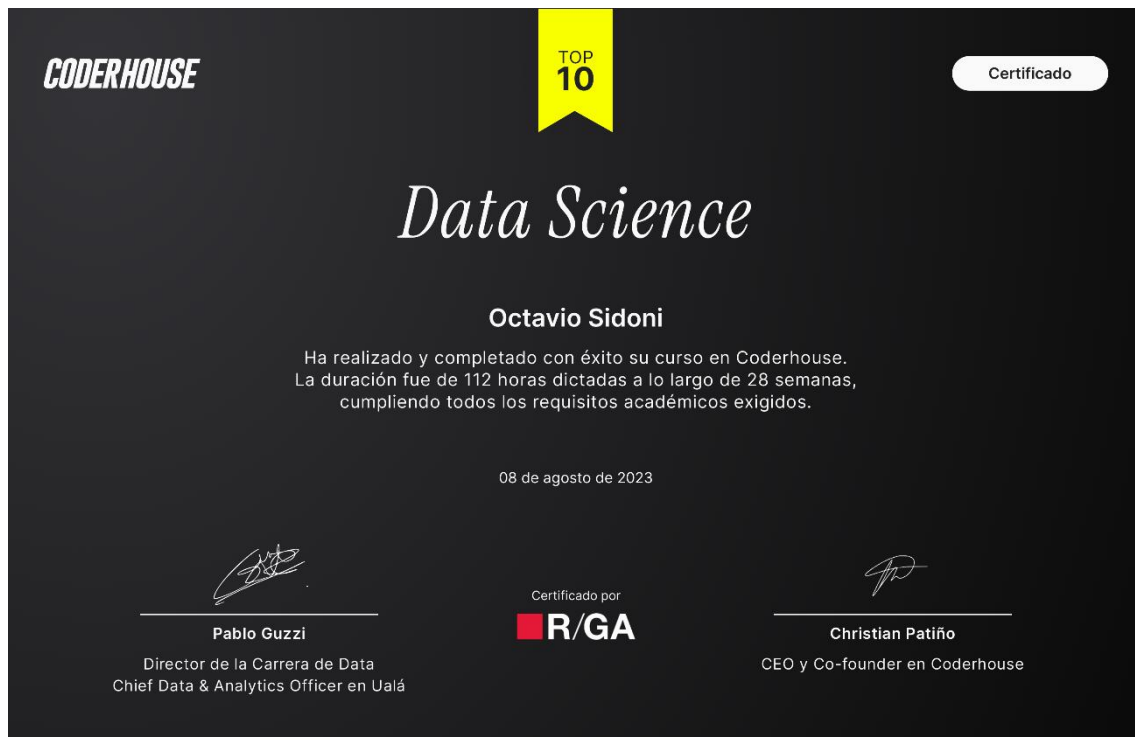 CODERHOUSE
TOP
10
Certificado
Data Science
Octavio Sidoni
Ha realizado y completado con éxito su curso en Coderhouse.
La duración fue de 112 horas dictadas a lo largo de 28 semanas,
cumpliendo todos los requisitos académicos exigidos.
08 de agosto de 2023
Pablo Guzzi
Director de la Carrera de Data
Chief Data & Analytics Officer en Ualá
Certificado por
R/GA
Christian Patiño
CEO y Co-founder en Coderhouse